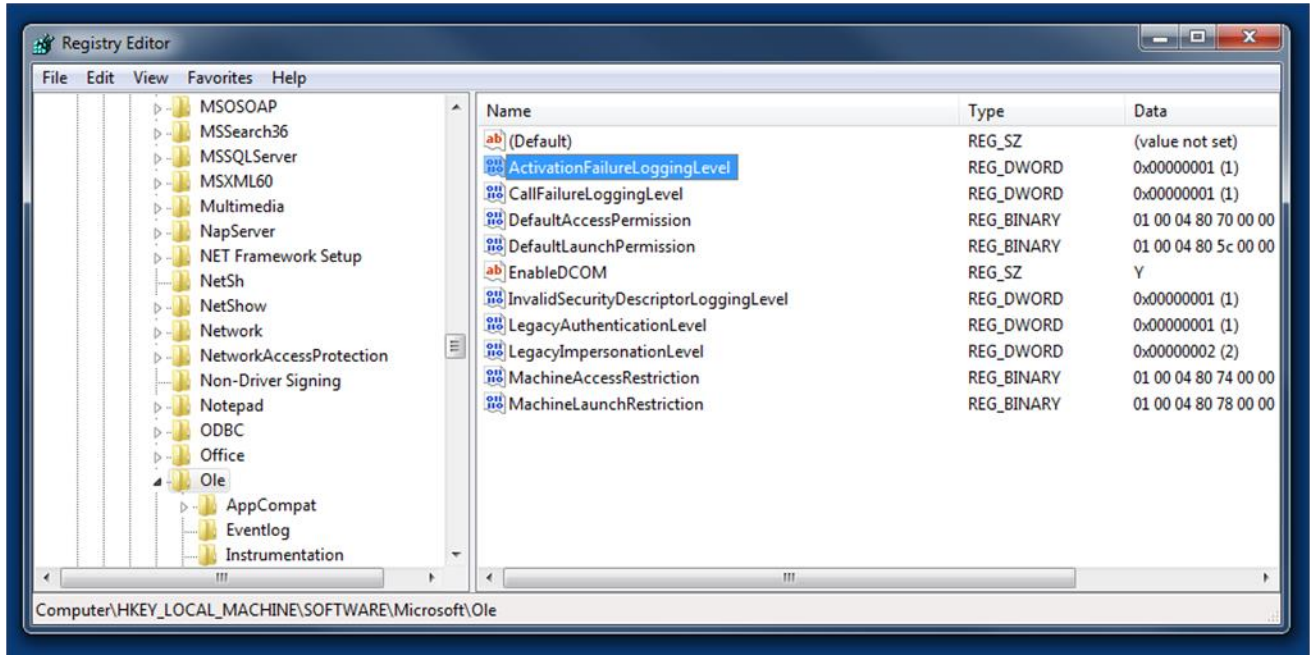 Registry Editor
File Edit View Favorites Help
MSOSOAP
MSSearch36
MSSQLServer
MSXML60
Multimedia
NapServer
NET Framework Setup
NetSh
NetShow
Network
NetworkAccessProtection
Non-Driver Signing
Notepad
ODBC
Office
Ole
AppCompat
Eventlog
Instrumentation
Name Type Data
(Default) REG_SZ (value not set)
ActivationFailureLoggingLevel REG_DWORD 0x00000001 (1)
CallFailureLoggingLevel REG_DWORD 0x00000001 (1)
DefaultAccessPermission REG_BINARY 01 00 04 80 70 00 00
DefaultLaunchPermission REG_BINARY 01 00 04 80 5c 00 00
EnableDCOM REG_SZ Y
InvalidSecurityDescriptorLoggingLevel REG_DWORD 0x00000001 (1)
LegacyAuthenticationLevel REG_DWORD 0x00000001 (1)
LegacyImpersonationLevel REG_DWORD 0x00000002 (2)
MachineAccessRestriction REG_BINARY 01 00 04 80 74 00 00
MachineLaunchRestriction REG_BINARY 01 00 04 80 78 00 00
Computer\HKEY_LOCAL_MACHINE\SOFTWARE\Microsoft\Ole